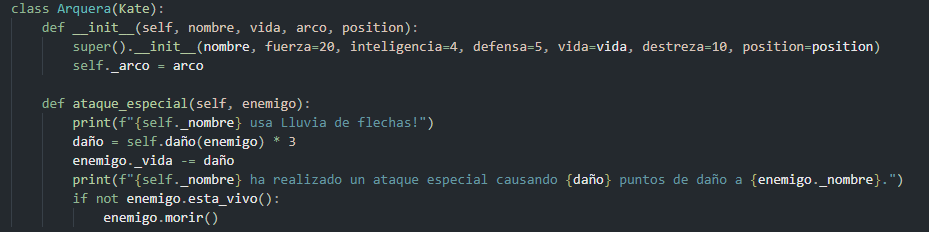 class Arquera(Kate):
    def __init__(self, nombre, vida, arco, position):
        super().__init__(nombre, fuerza=20, inteligencia=4, defensa=5, vida=vida, destreza=10, position=position)
        self._arco = arco

    def ataque_especial(self, enemigo):
        print(f"{self._nombre} usa Lluvia de flechas!")
        daño = self.daño(enemigo) * 3
        enemigo._vida -= daño
        print(f"{self._nombre} ha realizado un ataque especial causando {daño} puntos de daño a {enemigo._nombre}.")
        if not enemigo.esta_vivo():
            enemigo.morir()